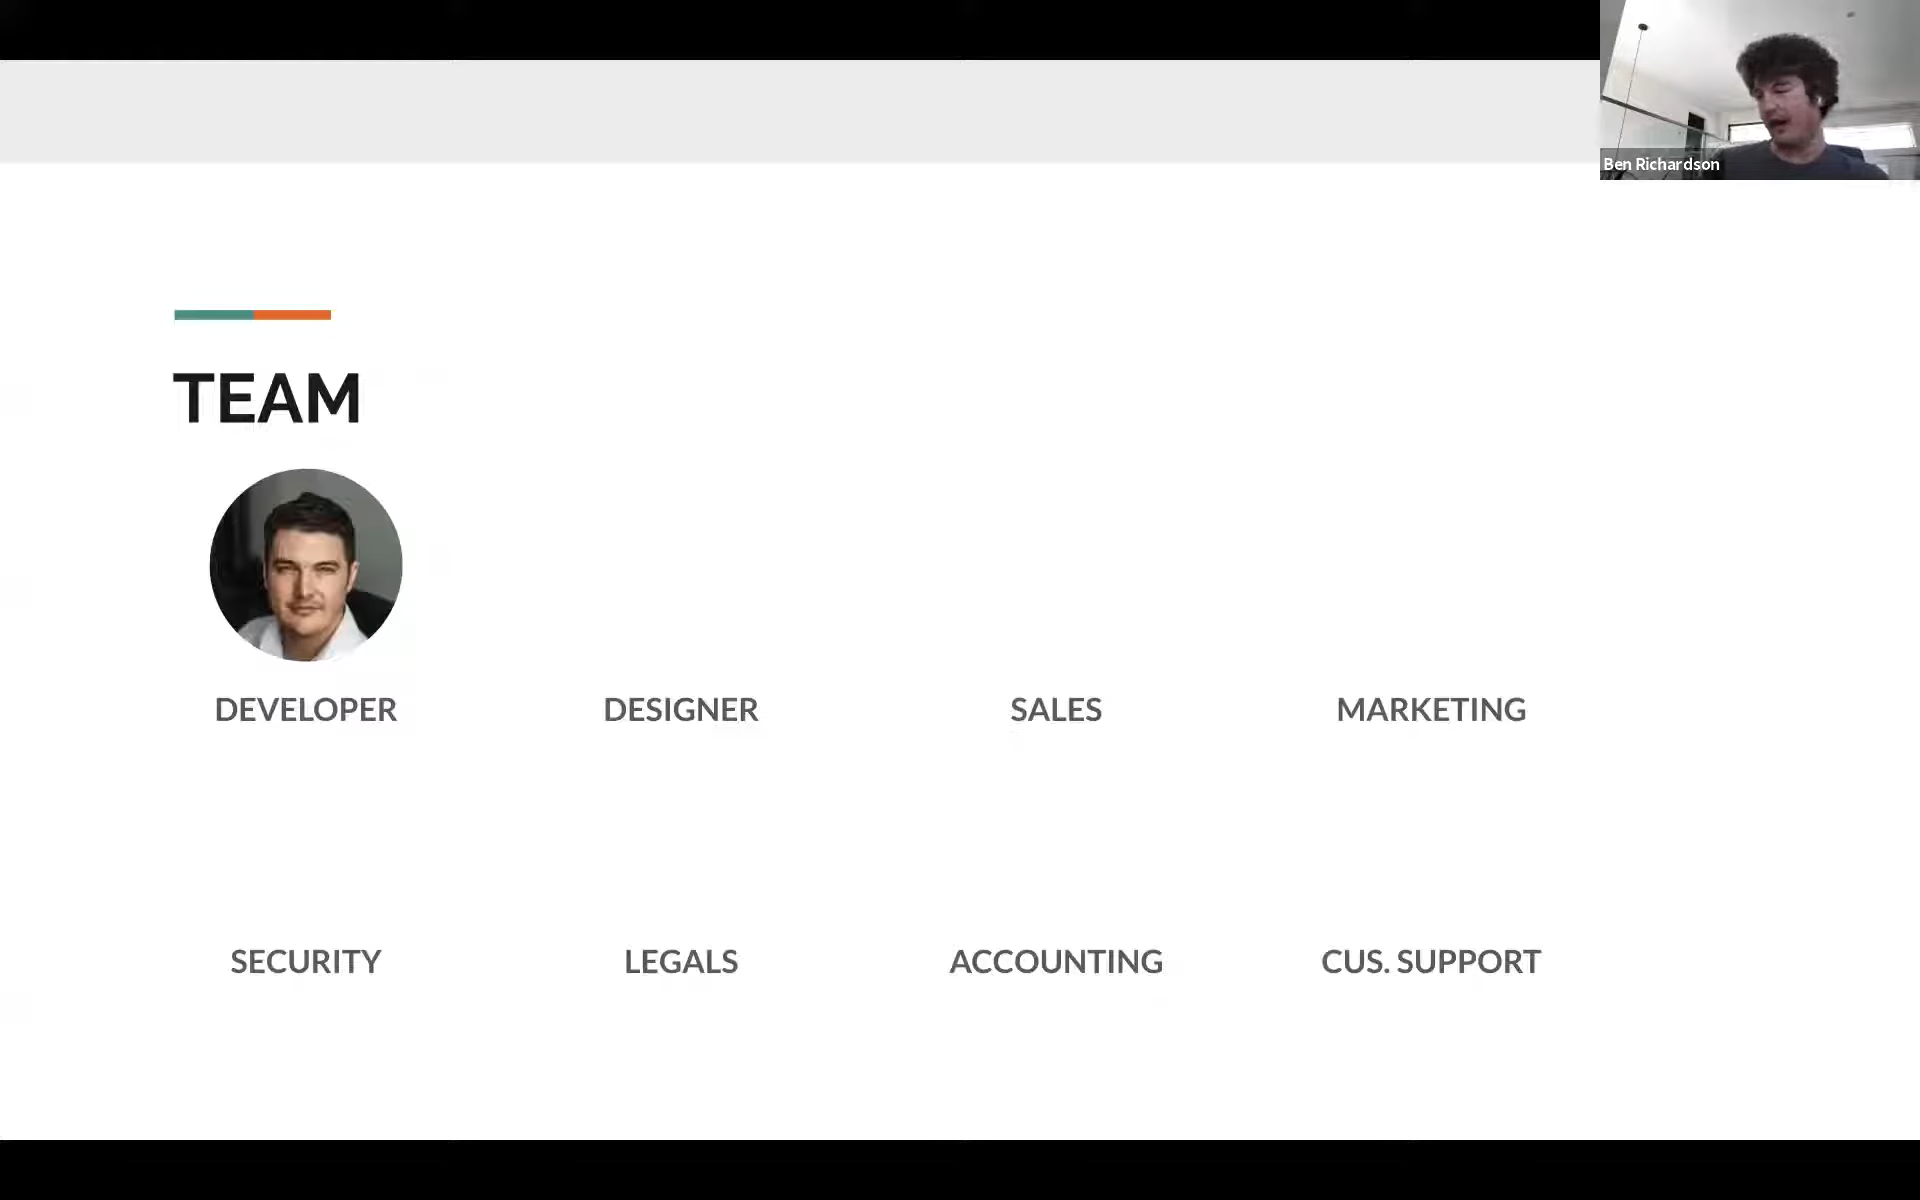 Ben Richardson
TEAM
DEVELOPER
DESIGNER
SALES
MARKETING
SECURITY
LEGALS
ACCOUNTING
CUS. SUPPORT